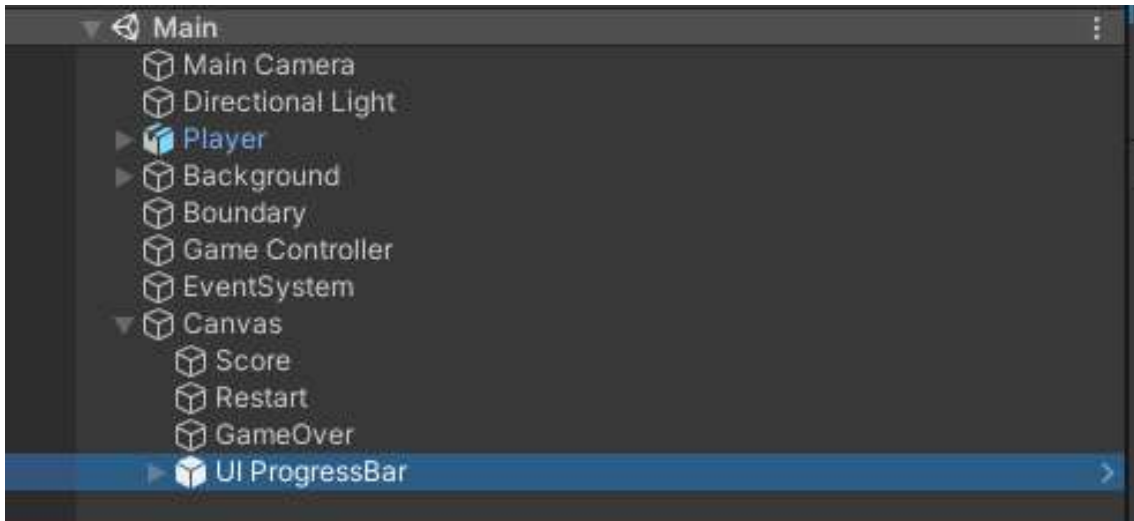 Main
Main Camera
Directional Light
Player
Background
Boundary
Game Controller
EventSystem
Canvas
Score
Restart
GameOver
UI ProgressBar